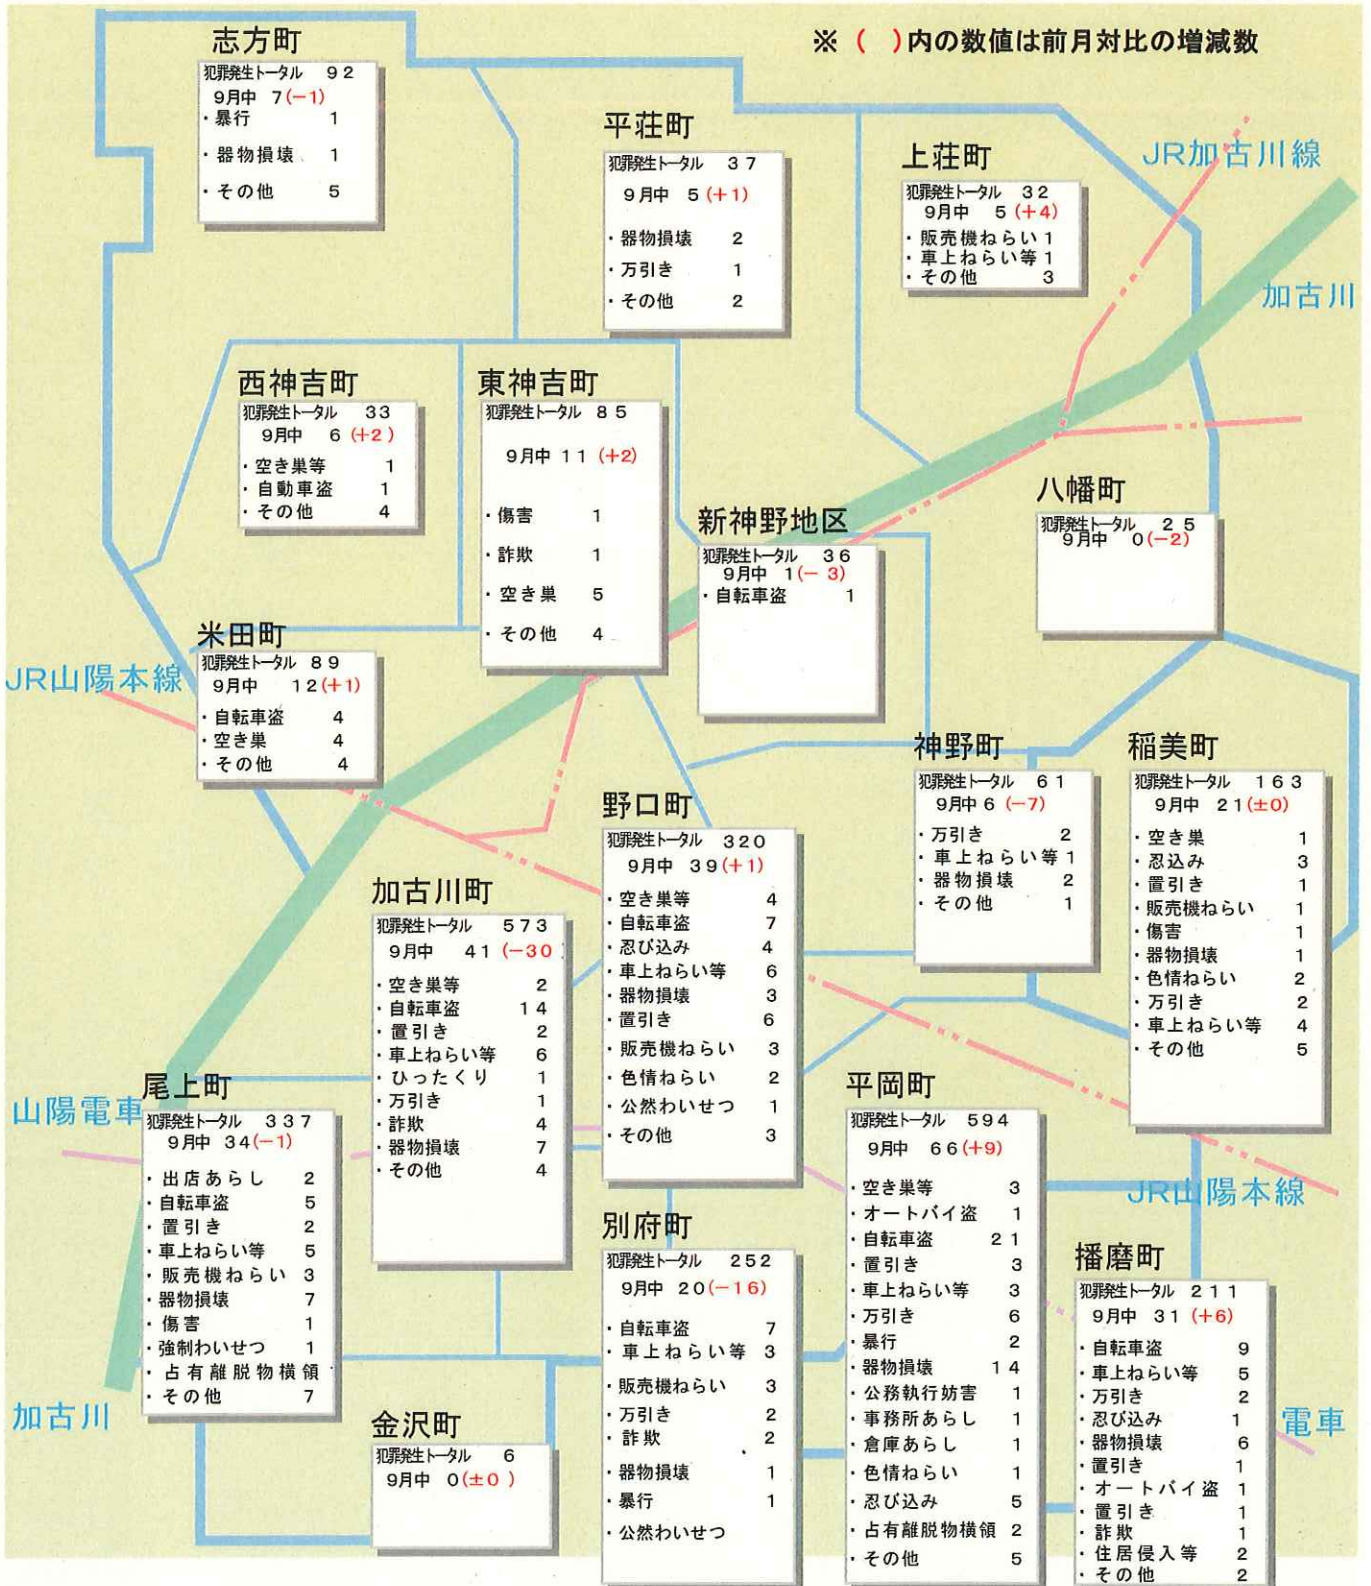 ※ ( )内の数値は前月対比の増減数
志方町
犯罪発生トータル 92
9月中 7(-1)
・暴行 1
・器物損壊 1
・その他 5
平荘町
犯罪発生トータル 37
9月中 5(+1)
・器物損壊 2
・万引き 1
・その他 2
上荘町
犯罪発生トータル 32
9月中 5(+4)
・販売機ねらい 1
・車上ねらい等 1
・その他 3
JR加古川線
加古川
西神吉町
犯罪発生トータル 33
9月中 6(+2)
・空き巣等 1
・自動車盗 1
・その他 4
東神吉町
犯罪発生トータル 85
9月中 11(+2)
・傷害 1
・詐欺 1
・空き巣 5
・その他 4
新神野地区
犯罪発生トータル 36
9月中 1(-3)
・自転車盗 1
八幡町
犯罪発生トータル 25
9月中 0(-2)
米田町
犯罪発生トータル 89
9月中 12(+1)
・自転車盗 4
・空き巣 4
・その他 4
JR山陽本線
神野町
犯罪発生トータル 61
9月中 6(-7)
・万引き 2
・車上ねらい等 1
・器物損壊 2
・その他 1
稲美町
犯罪発生トータル 163
9月中 21(±0)
・空き巣 1
・忍込み 3
・置引き 1
・販売機ねらい 1
・傷害 1
・器物損壊 1
・色情ねらい 2
・万引き 2
・車上ねらい等 4
・その他 5
野口町
犯罪発生トータル 320
9月中 39(+1)
・空き巣等 4
・自転車盗 7
・忍び込み 4
・車上ねらい等 6
・器物損壊 3
・置引き 6
・販売機ねらい 3
・色情ねらい 2
・公然わいせつ 1
・その他 3
加古川町
犯罪発生トータル 573
9月中 41(-30
・空き巣等 2
・自転車盗 14
・置引き 2
・車上ねらい等 6
・ひったくり 1
・万引き 1
・詐欺 4
・器物損壊 7
・その他 4
尾上町
犯罪発生トータル 337
9月中 34(-1)
・出店あらし 2
・自転車盗 5
・置引き 2
・車上ねらい等 5
・販売機ねらい 3
・器物損壊 7
・傷害 1
・強制わいせつ 1
・占有離脱物横領
・その他 7
山陽電車
加古川
平岡町
犯罪発生トータル 594
9月中 66(+9)
・空き巣等 3
・オートバイ盗 1
・自転車盗 21
・置引き 3
・車上ねらい等 3
・万引き 6
・暴行 2
・器物損壊 14
・公務執行妨害 1
・事務所あらし 1
・倉庫あらし 1
・色情ねらい 1
・忍び込み 5
・占有離脱物横領 2
・その他 5
JR山陽本線
別府町
犯罪発生トータル 252
9月中 20(-16)
・自転車盗 7
・車上ねらい等 3
・販売機ねらい 3
・万引き 2
・詐欺 2
・器物損壊 1
・暴行 1
・公然わいせつ
播磨町
犯罪発生トータル 211
9月中 31(+6)
・自転車盗 9
・車上ねらい等 5
・万引き 2
・忍び込み 1
・器物損壊 6
・置引き 1
・オートバイ盗 1
・置引き 1
・詐欺 1
・住居侵入等 2
・その他 2
電車
金沢町
犯罪発生トータル 6
9月中 0(±0)